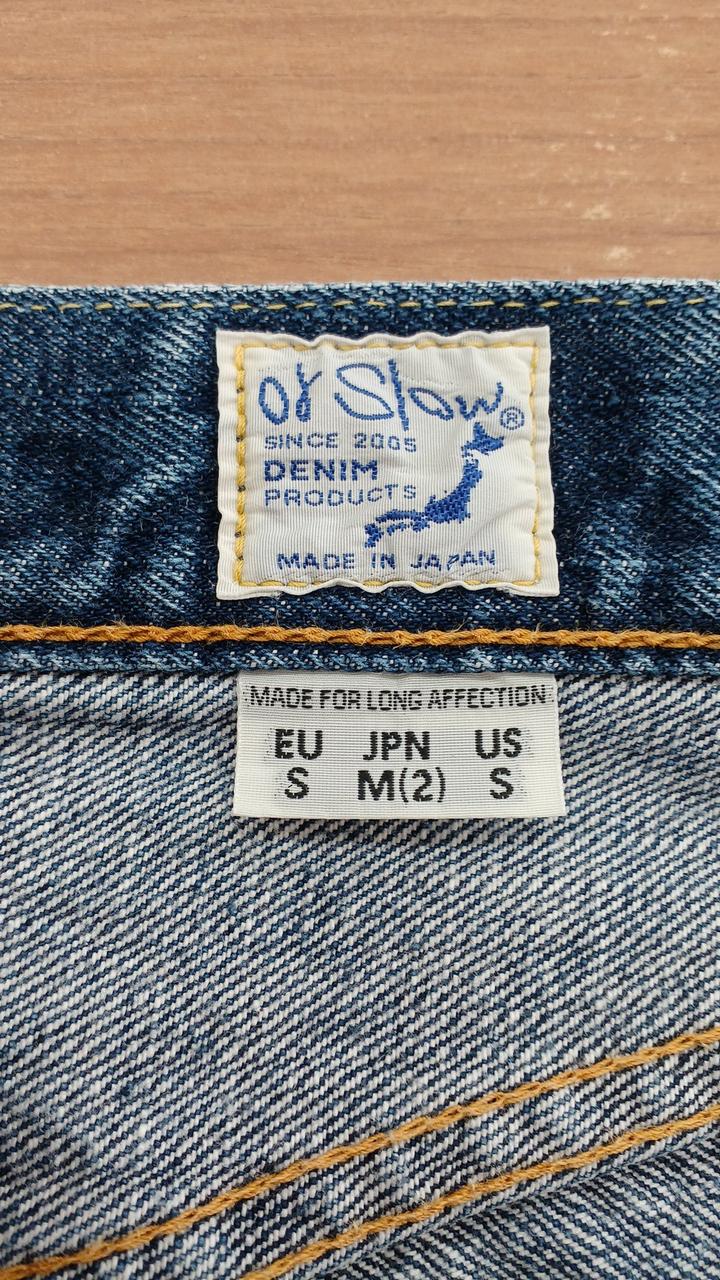 or Slow ®
SINCE 2005
DENIM
PRODUCTS
MADE IN JAPAN
MADE FOR LONG AFFECTION
EU JPN US
S M(2) S